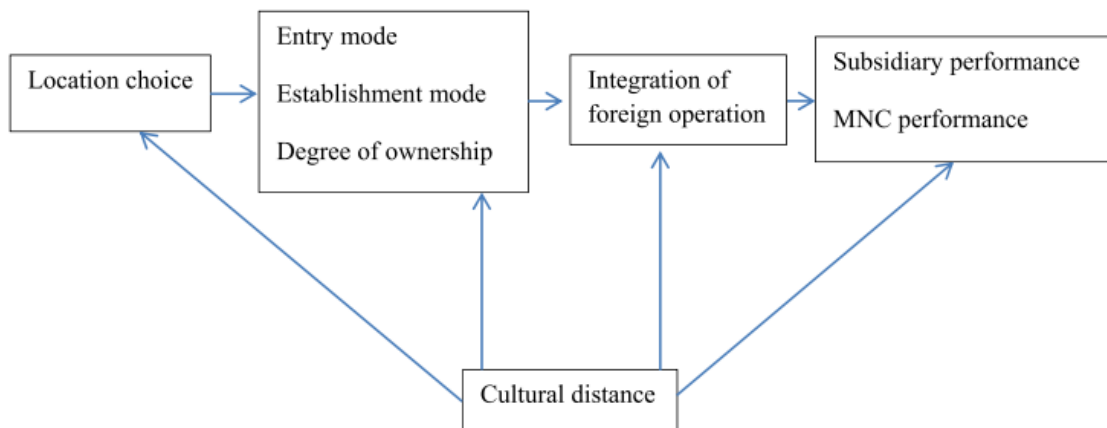 Location choice
Entry mode
Establishment mode
Degree of ownership
Integration of
foreign operation
Subsidiary performance
MNC performance
Cultural distance